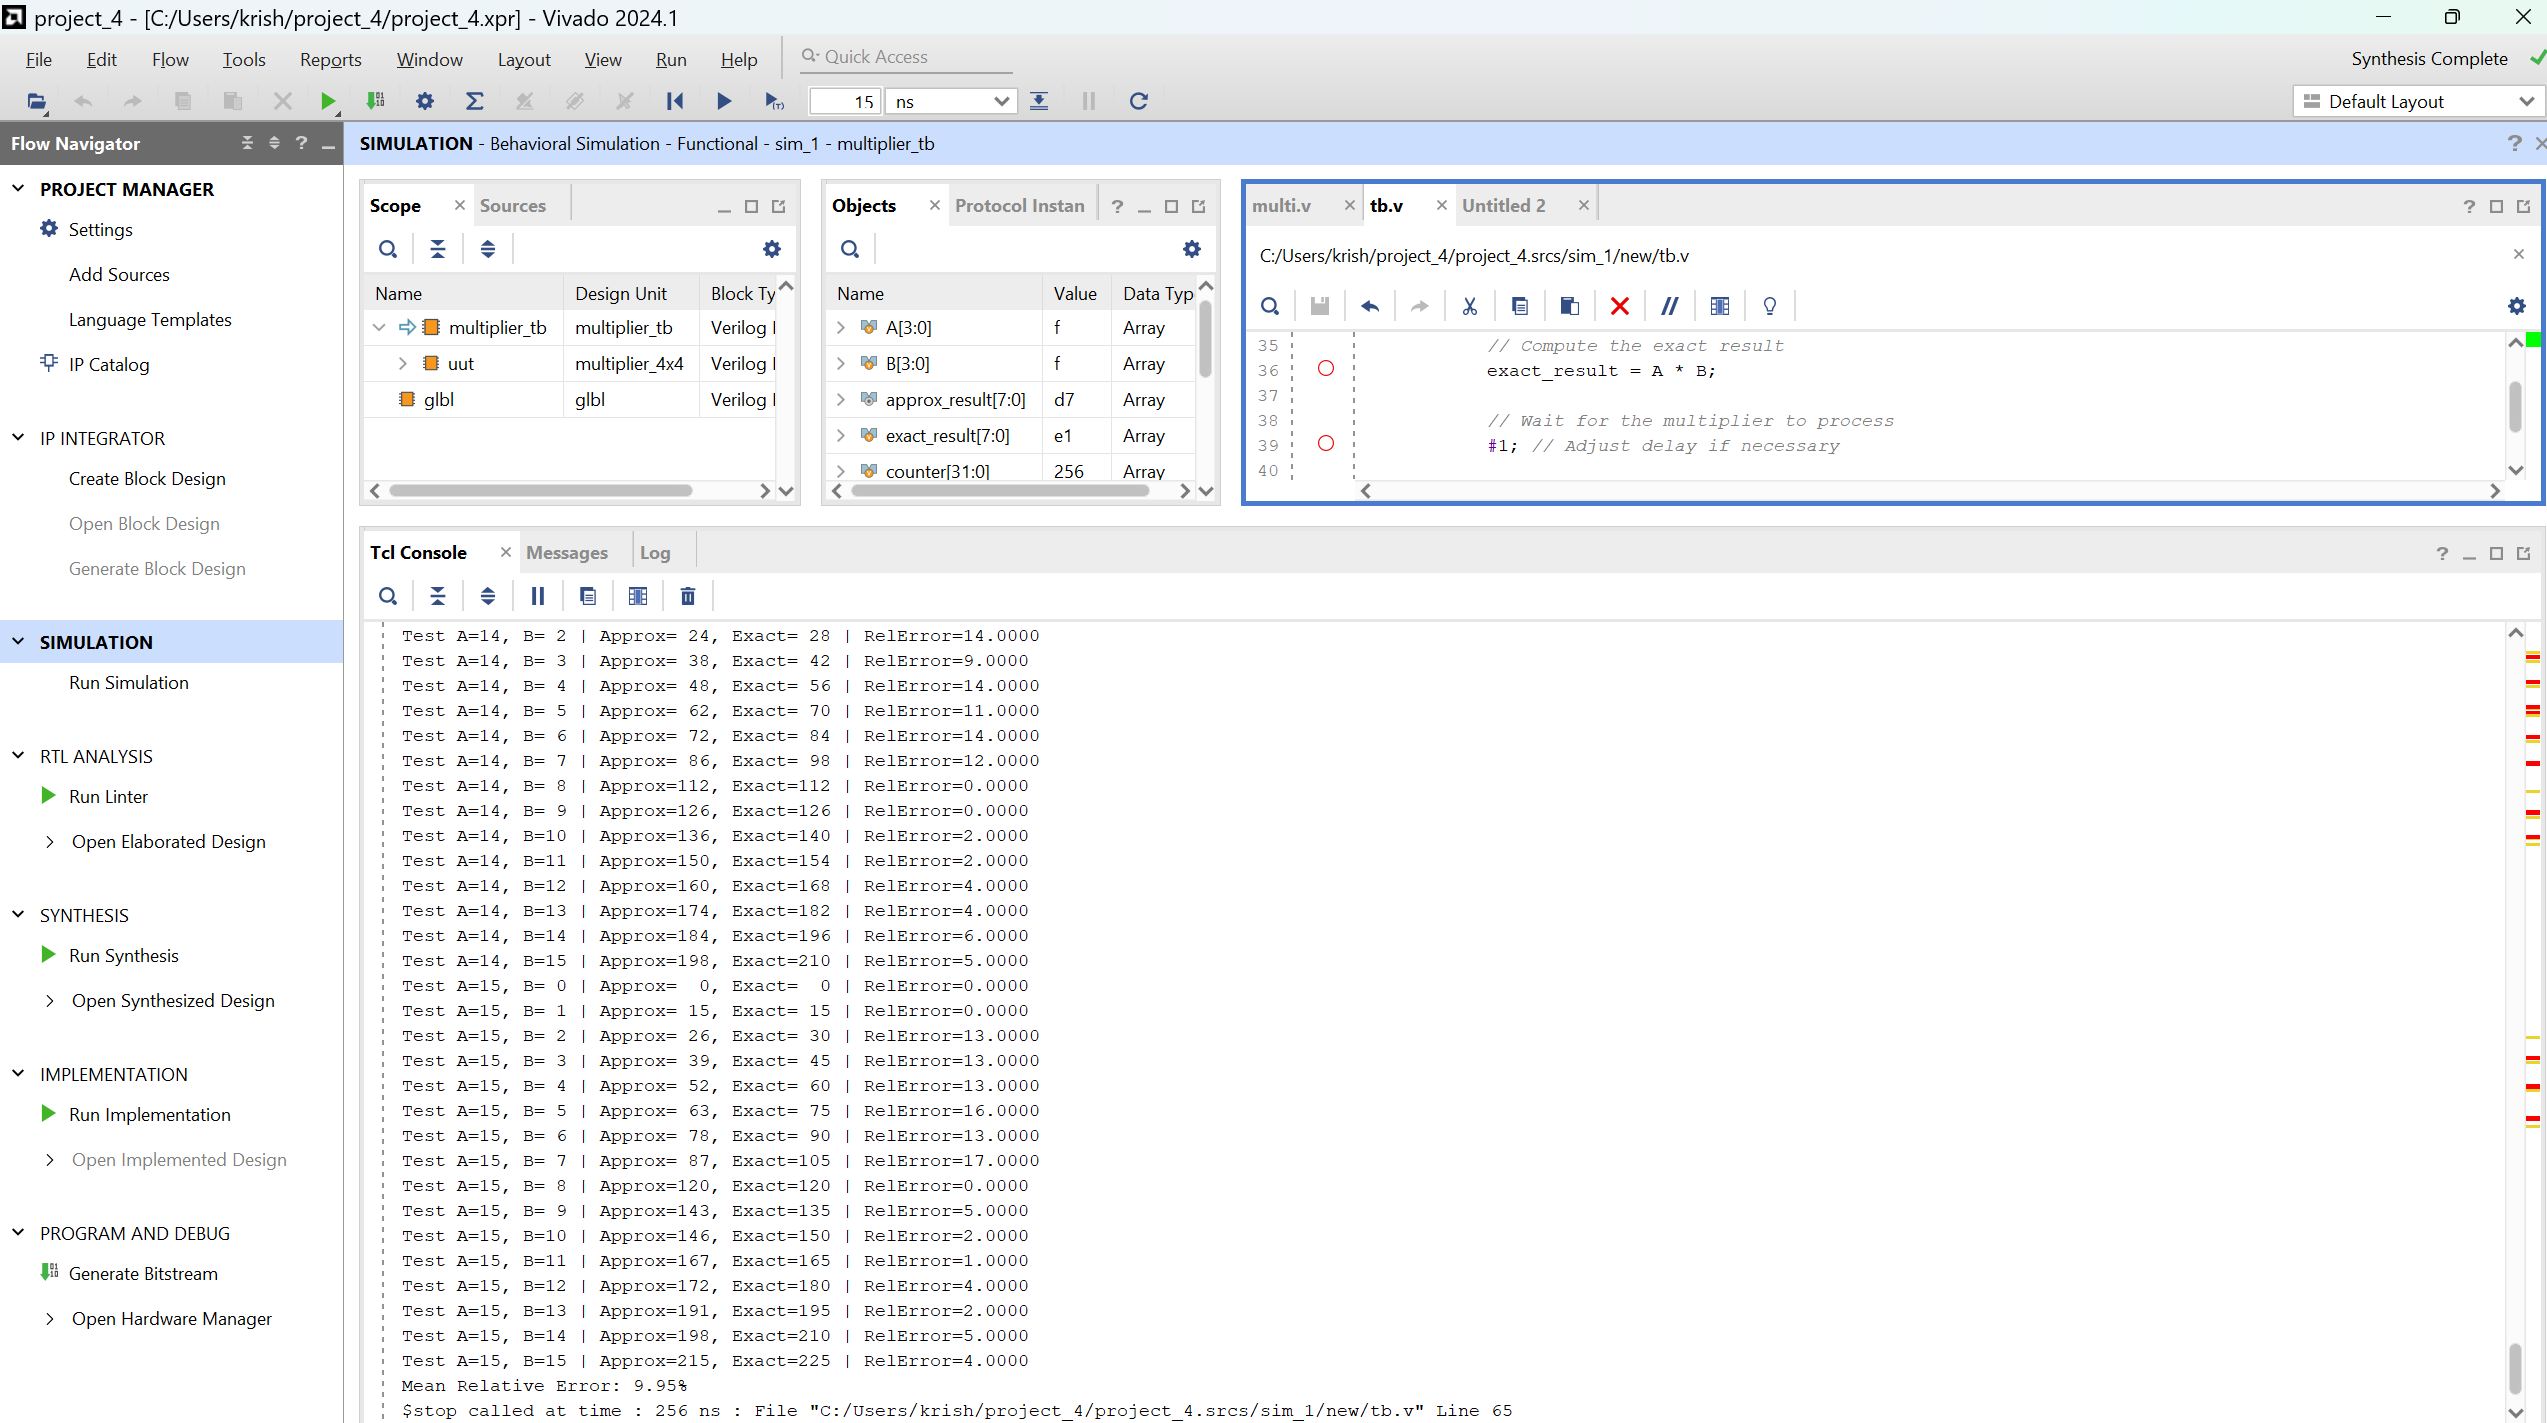 project_4 - [C:/Users/krish/project_4/project_4.xpr] - Vivado 2024.1
File Edit Flow Tools Reports Window Layout View Run Help Quick Access Synthesis Complete
15 ns Default Layout
Flow Navigator
PROJECT MANAGER
Settings
Add Sources
Language Templates
IP Catalog
IP INTEGRATOR
Create Block Design
Open Block Design
Generate Block Design
SIMULATION
Run Simulation
RTL ANALYSIS
Run Linter
Open Elaborated Design
SYNTHESIS
Run Synthesis
Open Synthesized Design
IMPLEMENTATION
Run Implementation
Open Implemented Design
PROGRAM AND DEBUG
Generate Bitstream
Open Hardware Manager
SIMULATION - Behavioral Simulation - Functional - sim_1 - multiplier_tb
Scope Sources
Name Design Unit Block Ty
multiplier_tb multiplier_tb Verilog
uut multiplier_4x4 Verilog
glbl glbl Verilog
Objects Protocol Instan
Name Value Data Typ
A[3:0] f Array
B[3:0] f Array
approx_result[7:0] d7 Array
exact_result[7:0] e1 Array
counter[31:0] 256 Array
multi.v tb.v Untitled 2
C:/Users/krish/project_4/project_4.srcs/sim_1/new/tb.v
35 // Compute the exact result
36 exact_result = A * B;
37
38 // Wait for the multiplier to process
39 #1; // Adjust delay if necessary
40
Tcl Console Messages Log
Test A=14, B= 2 | Approx= 24, Exact= 28 | RelError=14.0000
Test A=14, B= 3 | Approx= 38, Exact= 42 | RelError=9.0000
Test A=14, B= 4 | Approx= 48, Exact= 56 | RelError=14.0000
Test A=14, B= 5 | Approx= 62, Exact= 70 | RelError=11.0000
Test A=14, B= 6 | Approx= 72, Exact= 84 | RelError=14.0000
Test A=14, B= 7 | Approx= 86, Exact= 98 | RelError=12.0000
Test A=14, B= 8 | Approx=112, Exact=112 | RelError=0.0000
Test A=14, B= 9 | Approx=126, Exact=126 | RelError=0.0000
Test A=14, B=10 | Approx=136, Exact=140 | RelError=2.0000
Test A=14, B=11 | Approx=150, Exact=154 | RelError=2.0000
Test A=14, B=12 | Approx=160, Exact=168 | RelError=4.0000
Test A=14, B=13 | Approx=174, Exact=182 | RelError=4.0000
Test A=14, B=14 | Approx=184, Exact=196 | RelError=6.0000
Test A=14, B=15 | Approx=198, Exact=210 | RelError=5.0000
Test A=15, B= 0 | Approx=  0, Exact=  0 | RelError=0.0000
Test A=15, B= 1 | Approx= 15, Exact= 15 | RelError=0.0000
Test A=15, B= 2 | Approx= 26, Exact= 30 | RelError=13.0000
Test A=15, B= 3 | Approx= 39, Exact= 45 | RelError=13.0000
Test A=15, B= 4 | Approx= 52, Exact= 60 | RelError=13.0000
Test A=15, B= 5 | Approx= 63, Exact= 75 | RelError=16.0000
Test A=15, B= 6 | Approx= 78, Exact= 90 | RelError=13.0000
Test A=15, B= 7 | Approx= 87, Exact=105 | RelError=17.0000
Test A=15, B= 8 | Approx=120, Exact=120 | RelError=0.0000
Test A=15, B= 9 | Approx=143, Exact=135 | RelError=5.0000
Test A=15, B=10 | Approx=146, Exact=150 | RelError=2.0000
Test A=15, B=11 | Approx=167, Exact=165 | RelError=1.0000
Test A=15, B=12 | Approx=172, Exact=180 | RelError=4.0000
Test A=15, B=13 | Approx=191, Exact=195 | RelError=2.0000
Test A=15, B=14 | Approx=198, Exact=210 | RelError=5.0000
Test A=15, B=15 | Approx=215, Exact=225 | RelError=4.0000
Mean Relative Error: 9.95%
$stop called at time : 256 ns : File "C:/Users/krish/project_4/project_4.srcs/sim_1/new/tb.v" Line 65